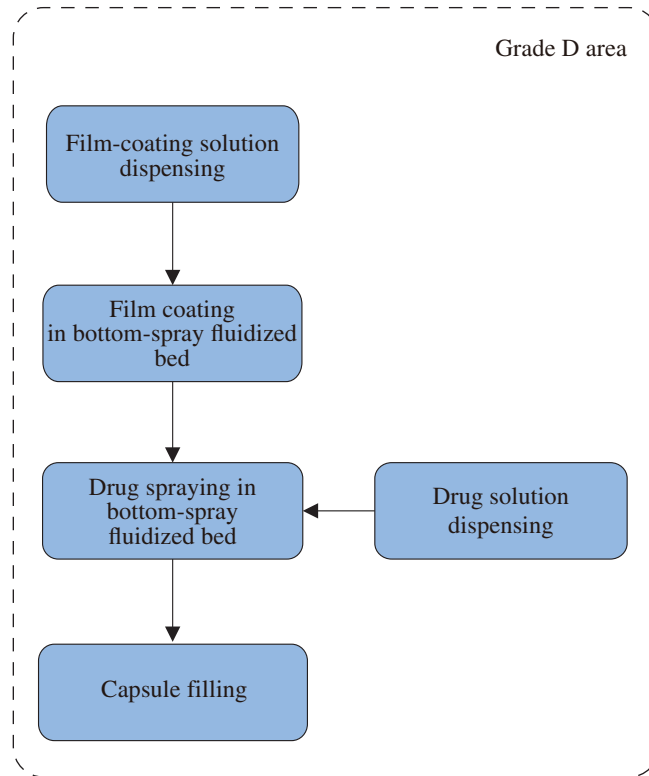 Grade D area
Film-coating solution
dispensing
Film coating
in bottom-spray fluidized
bed
Drug spraying in
bottom-spray
fluidized bed
Drug solution
dispensing
Capsule filling